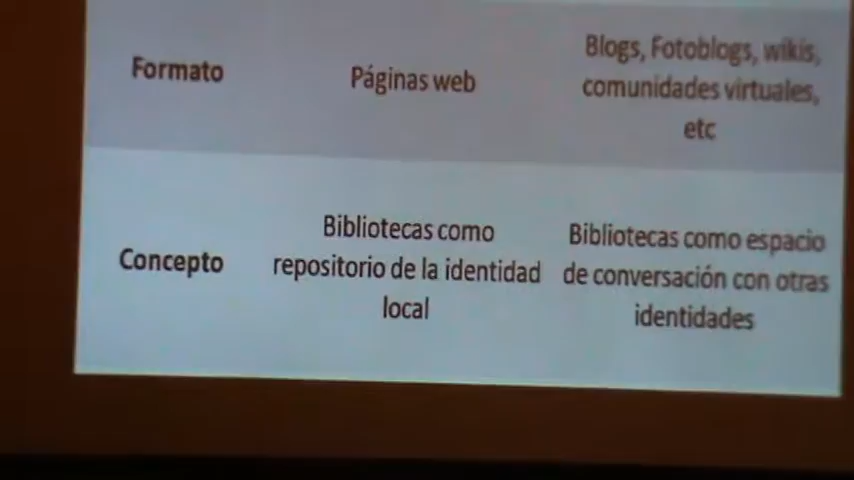 Formato
Páginas web
Blogs, Fotoblogs, wikis,
comunidades virtuales,
etc
Concepto
Bibliotecas como
repositorio de la identidad
local
Bibliotecas como espacio
de conversación con otras
identidades